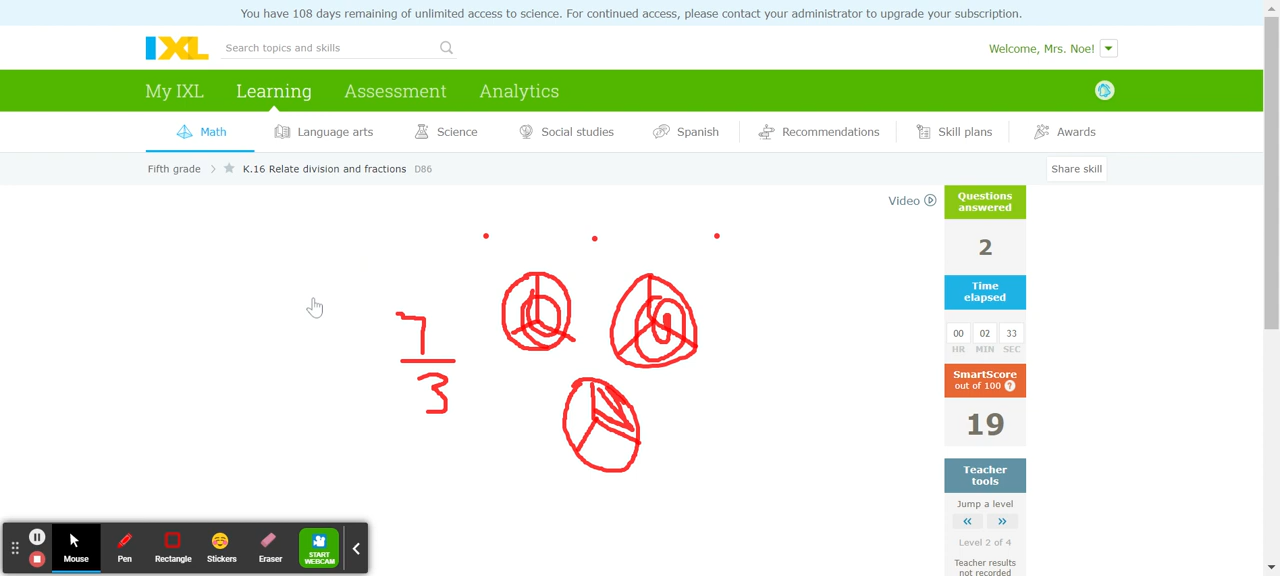 You have 108 days remaining of unlimited access to science. For continued access, please contact your administrator to upgrade your subscription.
IXL
Search topics and skills
Welcome, Mrs. Noe!
My IXL Learning Assessment Analytics
Math Language arts Science Social studies Spanish Recommendations Skill plans Awards
Fifth grade K.16 Relate division and fractions D86
Share skill
Video
Questions answered
2
Time elapsed
00 02 33
HR MIN SEC
SmartScore
out of 100 ?
19
Teacher tools
Jump a level
Level 2 of 4
Teacher results
not recorded
7
3
Mouse Pen Rectangle Stickers Eraser START WEBCAM